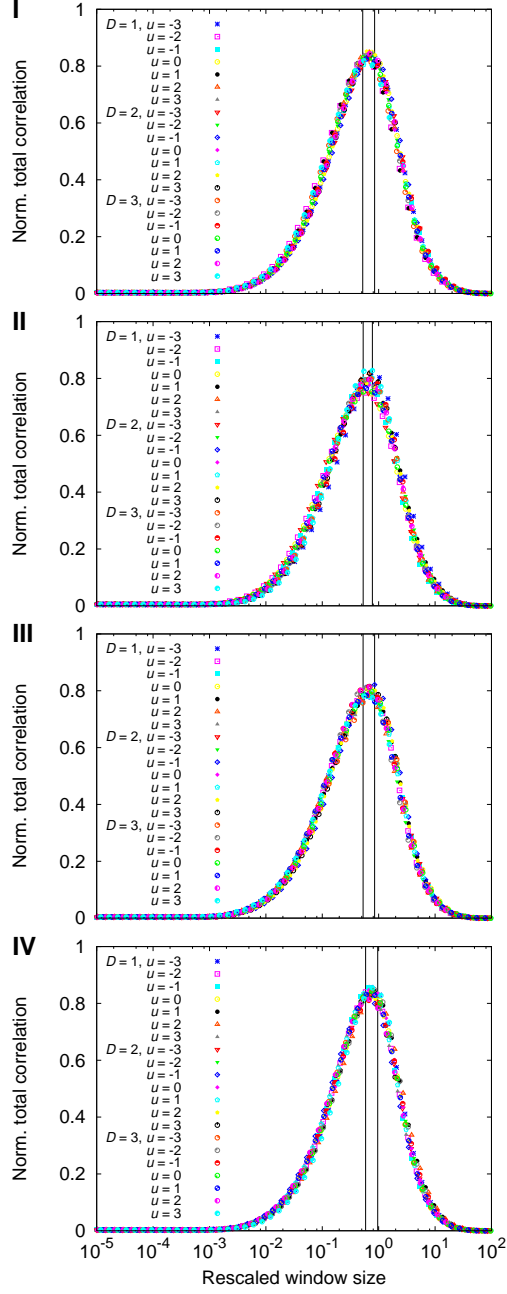 I
Norm. total correlation
1
0.8
0.6
0.4
0.2
0
D = 1, u = -3
u = -2
u = -1
u = 0
u = 1
u = 2
u = 3
D = 2, u = -3
u = -2
u = -1
u = 0
u = 1
u = 2
u = 3
D = 3, u = -3
u = -2
u = -1
u = 0
u = 1
u = 2
u = 3
II
Norm. total correlation
1
0.8
0.6
0.4
0.2
0
D = 1, u = -3
u = -2
u = -1
u = 0
u = 1
u = 2
u = 3
D = 2, u = -3
u = -2
u = -1
u = 0
u = 1
u = 2
u = 3
D = 3, u = -3
u = -2
u = -1
u = 0
u = 1
u = 2
u = 3
III
Norm. total correlation
1
0.8
0.6
0.4
0.2
0
D = 1, u = -3
u = -2
u = -1
u = 0
u = 1
u = 2
u = 3
D = 2, u = -3
u = -2
u = -1
u = 0
u = 1
u = 2
u = 3
D = 3, u = -3
u = -2
u = -1
u = 0
u = 1
u = 2
u = 3
IV
Norm. total correlation
1
0.8
0.6
0.4
0.2
0
D = 1, u = -3
u = -2
u = -1
u = 0
u = 1
u = 2
u = 3
D = 2, u = -3
u = -2
u = -1
u = 0
u = 1
u = 2
u = 3
D = 3, u = -3
u = -2
u = -1
u = 0
u = 1
u = 2
u = 3
10⁻⁵ 10⁻⁴ 10⁻³ 10⁻² 10⁻¹ 10⁰ 10¹ 10²
Rescaled window size